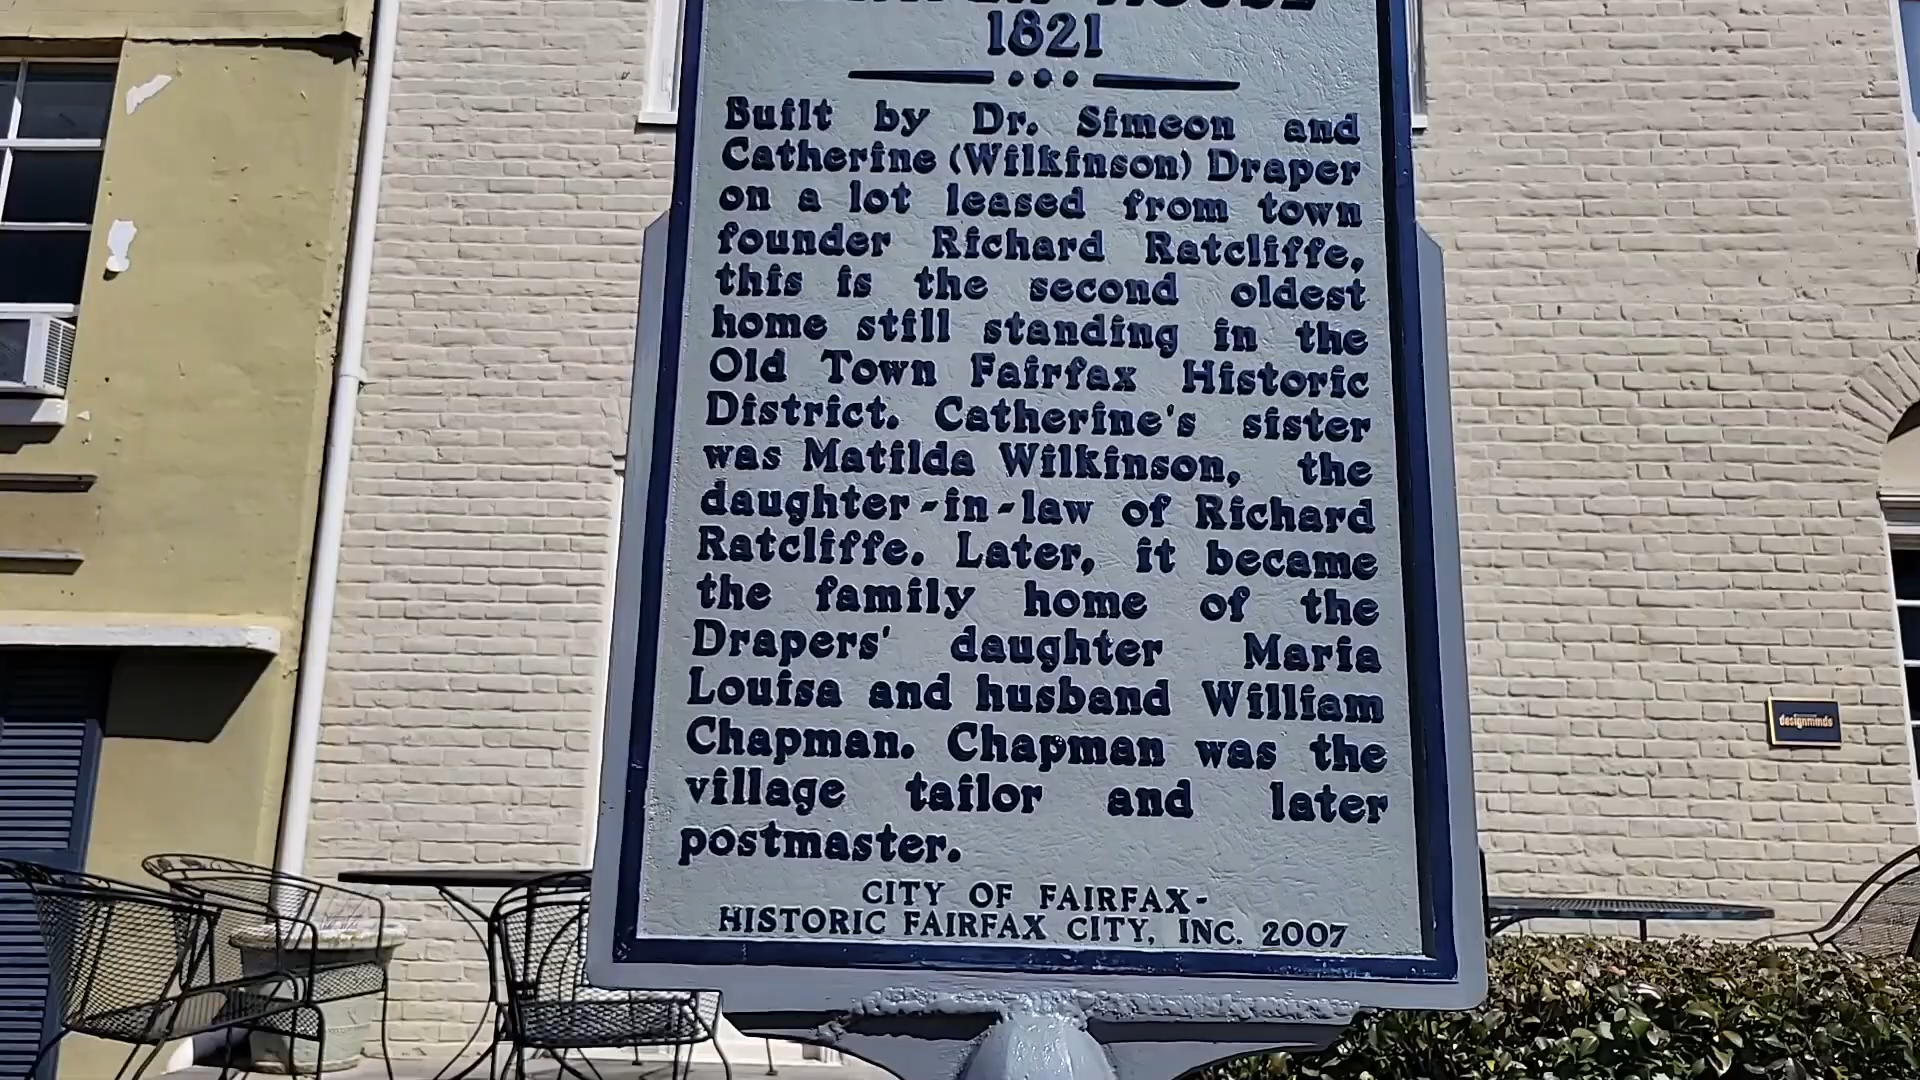 HOUSE
1821
Built by Dr. Simeon and
Catherine (Wilkinson) Draper
on a lot leased from town
founder Richard Ratcliffe,
this is the second oldest
home still standing in the
Old Town Fairfax Historic
District. Catherine's sister
was Matilda Wilkinson, the
daughter-in-law of Richard
Ratcliffe. Later, it became
the family home of the
Drapers' daughter Maria
Louisa and husband William
Chapman. Chapman was the
village tailor and later
postmaster.
CITY OF FAIRFAX-
HISTORIC FAIRFAX CITY, INC. 2007
designminds